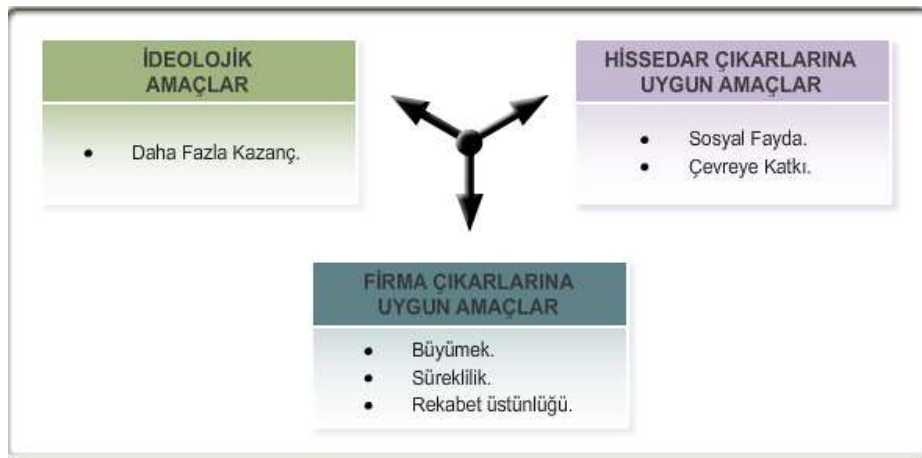 İDEOLOJİK
AMAÇLAR
• Daha Fazla Kazanç.
HİSSEDAR ÇIKARLARINA
UYGUN AMAÇLAR
• Sosyal Fayda.
• Çevreye Katkı.
FİRMA ÇIKARLARINA
UYGUN AMAÇLAR
• Büyümek.
• Süreklilik.
• Rekabet üstünlüğü.